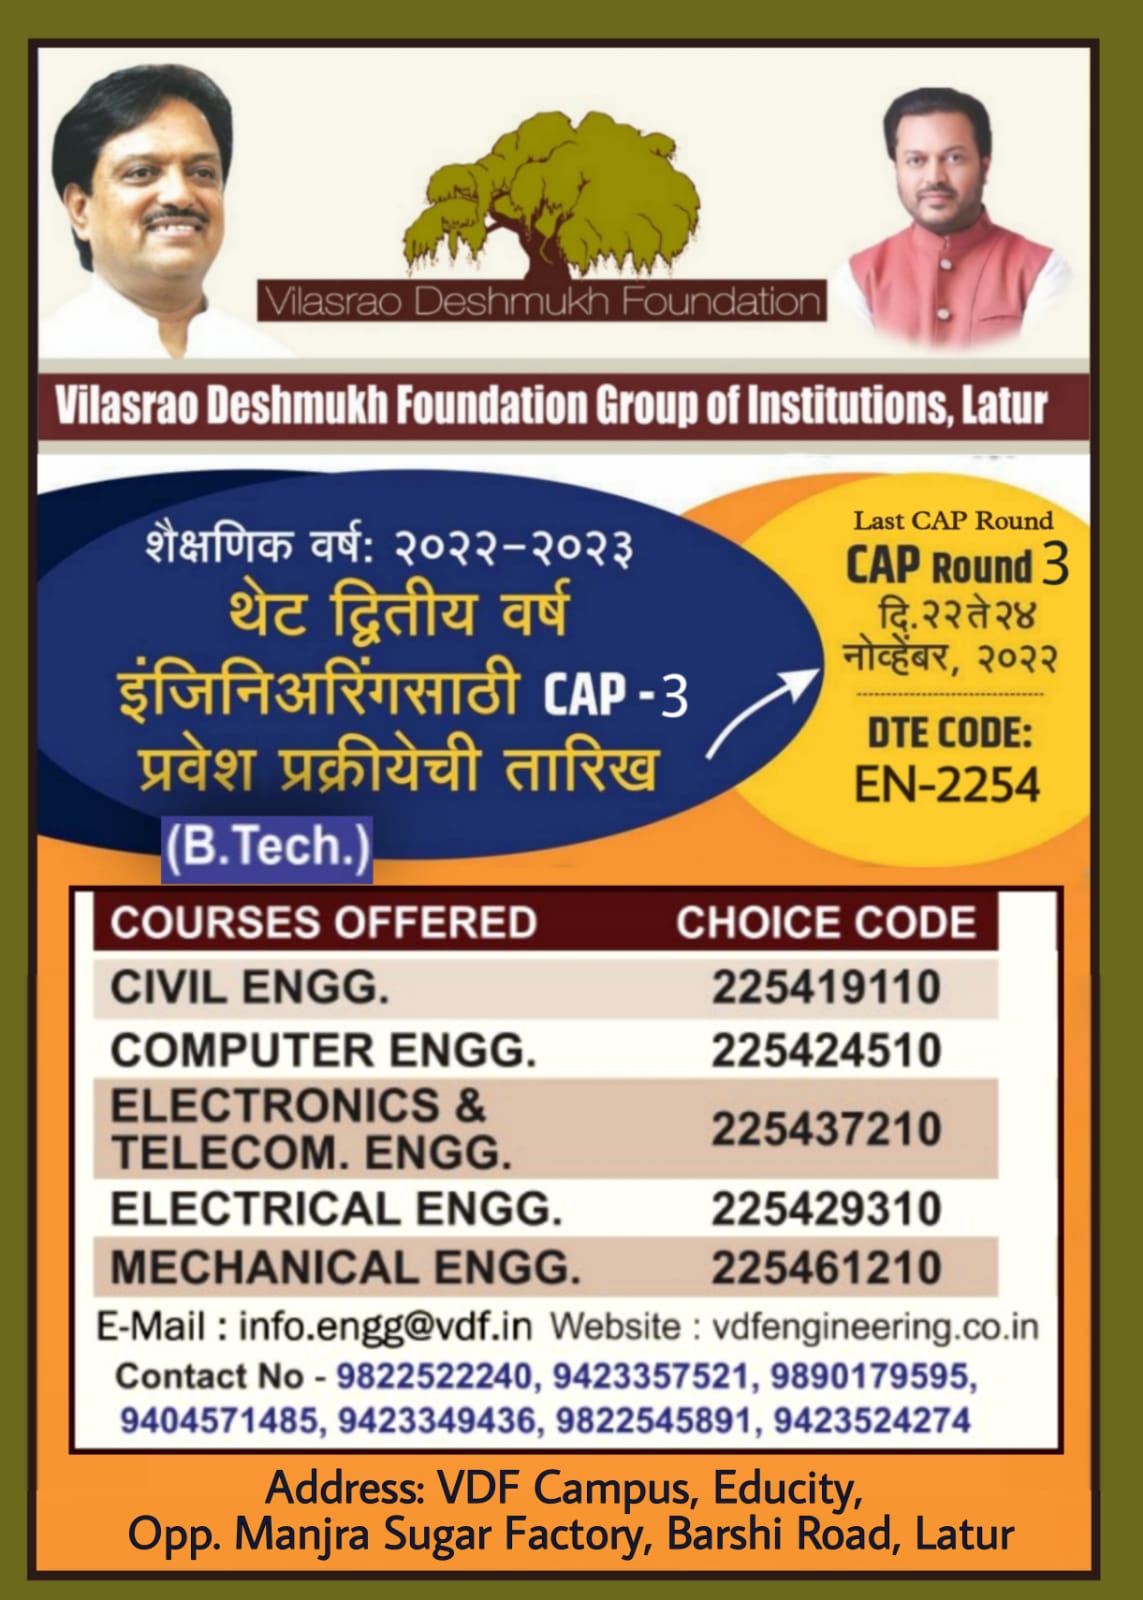 Vilasrao Deshmukh Foundation
Vilasrao Deshmukh Foundation Group of Institutions, Latur
शैक्षणिक वर्ष: २०२२-२०२३
थेट द्वितीय वर्ष
इंजिनिअरिंगसाठी CAP - 3
प्रवेश प्रक्रीयेची तारिख
(B.Tech.)
Last CAP Round
CAP Round 3
दि.२२ ते २४
नोव्हेंबर, २०२२
DTE CODE:
EN-2254
COURSES OFFERED CHOICE CODE
CIVIL ENGG. 225419110
COMPUTER ENGG. 225424510
ELECTRONICS &
TELECOM. ENGG. 225437210
ELECTRICAL ENGG. 225429310
MECHANICAL ENGG. 225461210
E-Mail : info.engg@vdf.in Website : vdfengineering.co.in
Contact No - 9822522240, 9423357521, 9890179595,
9404571485, 9423349436, 9822545891, 9423524274
Address: VDF Campus, Educity,
Opp. Manjra Sugar Factory, Barshi Road, Latur